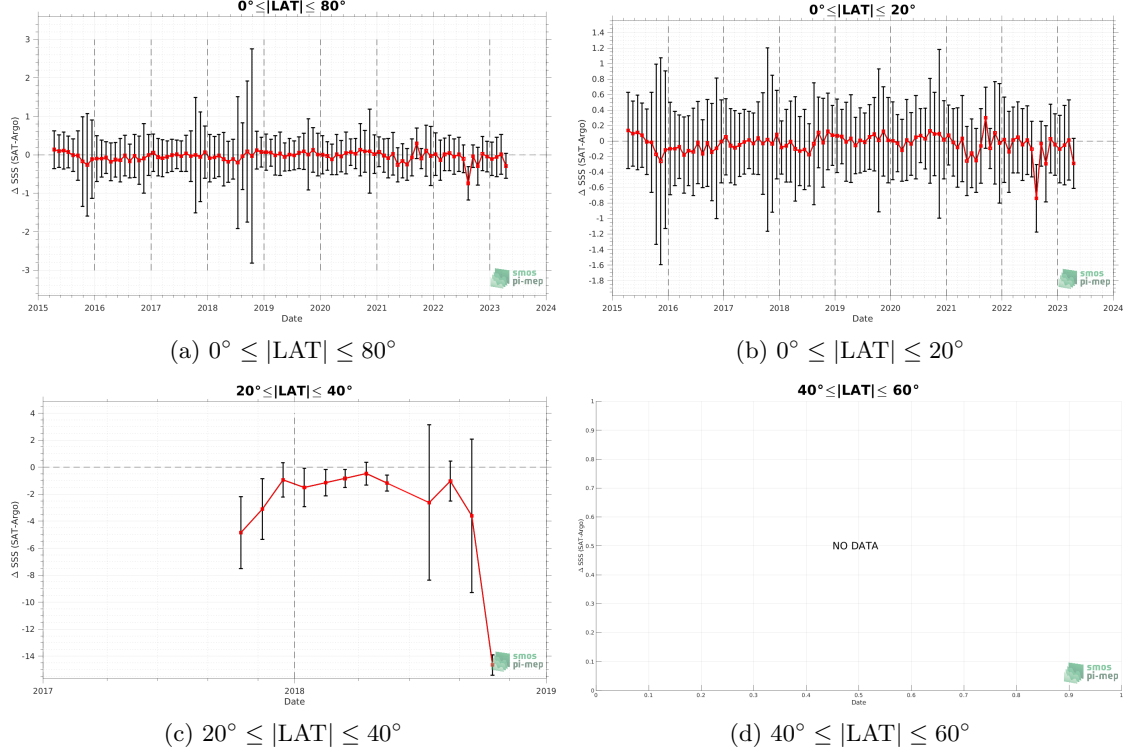 0°≤|LAT|≤ 80°
3
2
1
0
-1
-2
-3
Δ SSS (SAT-Argo)
2015 2016 2017 2018 2019 2020 2021 2022 2023 2024
Date
smos
pi-mep
(a) 0° ≤ |LAT| ≤ 80°
0°≤|LAT|≤ 20°
1.4
1.2
1
0.8
0.6
0.4
0.2
0
-0.2
-0.4
-0.6
-0.8
-1
-1.2
-1.4
-1.6
-1.8
Δ SSS (SAT-Argo)
2015 2016 2017 2018 2019 2020 2021 2022 2023 2024
Date
smos
pi-mep
(b) 0° ≤ |LAT| ≤ 20°
20°≤|LAT|≤ 40°
4
2
0
-2
-4
-6
-8
-10
-12
-14
Δ SSS (SAT-Argo)
2017 2018 2019
Date
smos
pi-mep
(c) 20° ≤ |LAT| ≤ 40°
40°≤|LAT|≤ 60°
1
0.9
0.8
0.7
0.6
0.5
0.4
0.3
0.2
0.1
0
Δ SSS (SAT-Argo)
NO DATA
0 0.1 0.2 0.3 0.4 0.5 0.6 0.7 0.8 0.9 1
Date
smos
pi-mep
(d) 40° ≤ |LAT| ≤ 60°